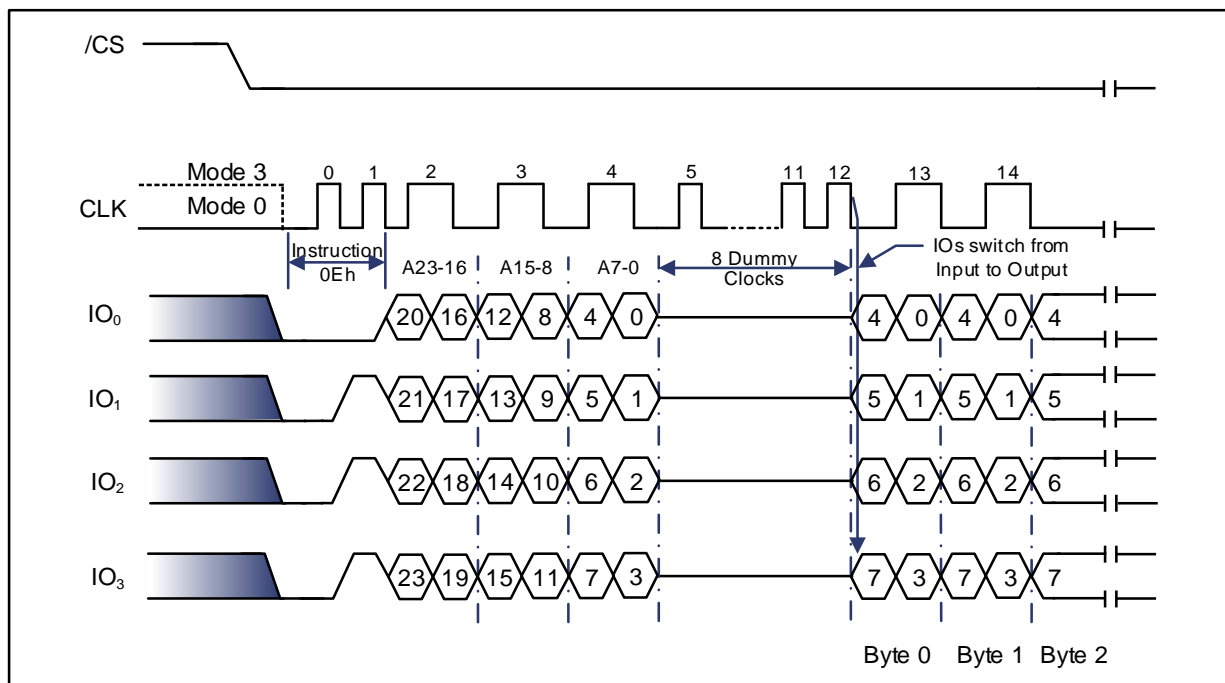 /CS
Mode 3
Mode 0
CLK
0 1 2 3 4 5 11 12 13 14
Instruction
0Eh
A23-16 A15-8 A7-0
8 Dummy
Clocks
IOs switch from
Input to Output
IO0 20 16 12 8 4 0 4 0 4 0 4
IO1 21 17 13 9 5 1 5 1 5 1 5
IO2 22 18 14 10 6 2 6 2 6 2 6
IO3 23 19 15 11 7 3 7 3 7 3 7
Byte 0 Byte 1 Byte 2